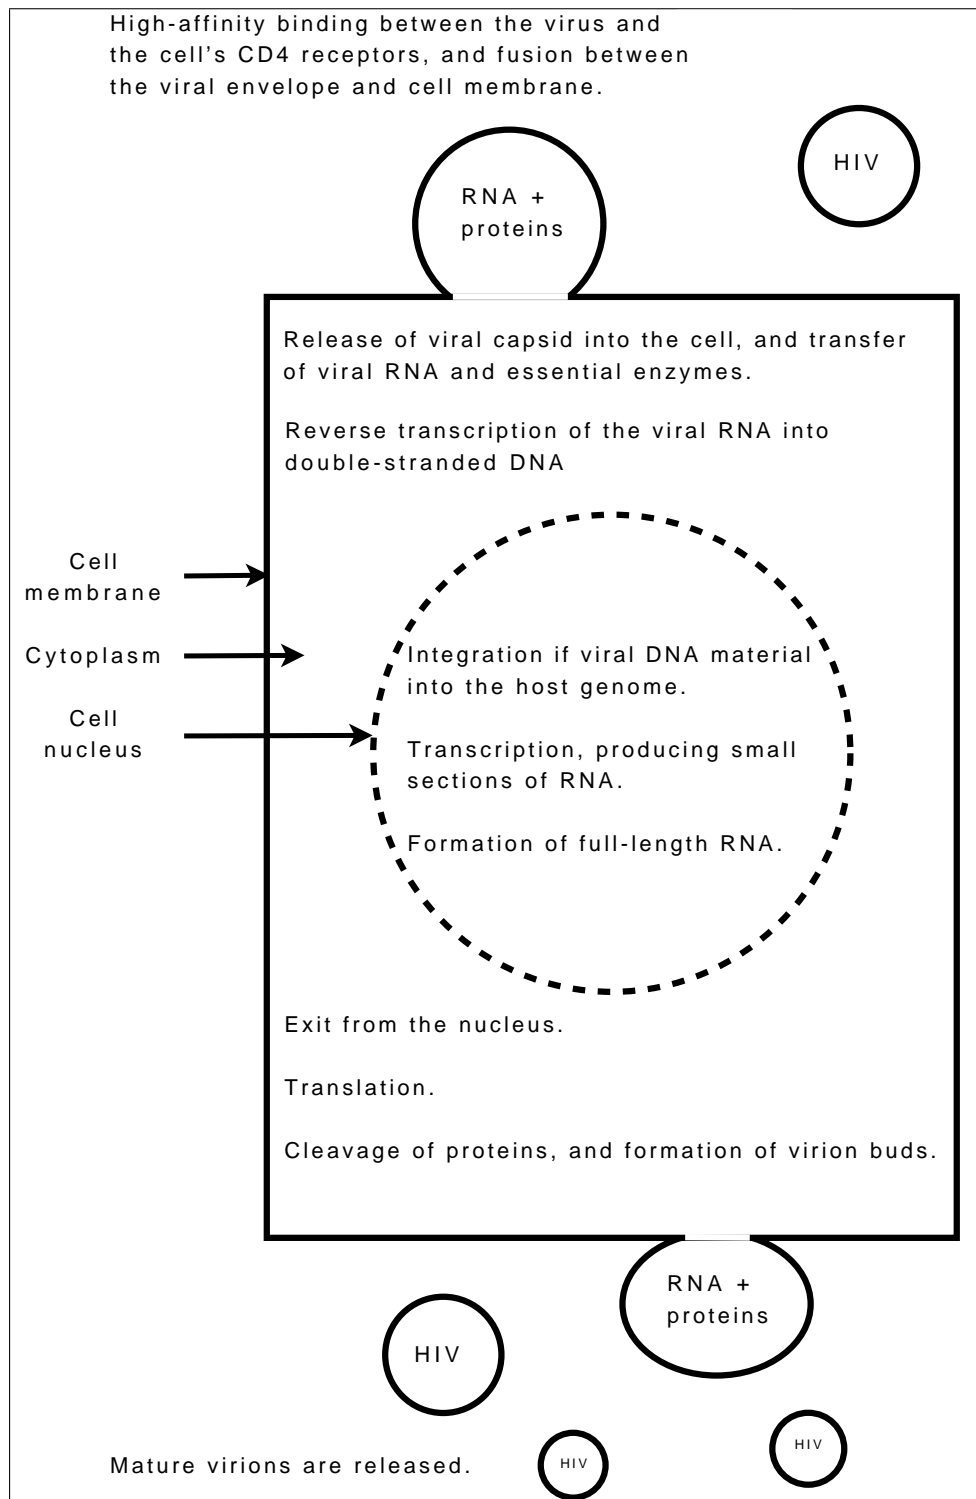 High-affinity binding between the virus and
the cell's CD4 receptors, and fusion between
the viral envelope and cell membrane.
HIV
RNA +
proteins
Release of viral capsid into the cell, and transfer
of viral RNA and essential enzymes.
Reverse transcription of the viral RNA into
double-stranded DNA
Cell
membrane
Cytoplasm
Cell
nucleus
Integration if viral DNA material
into the host genome.
Transcription, producing small
sections of RNA.
Formation of full-length RNA.
Exit from the nucleus.
Translation.
Cleavage of proteins, and formation of virion buds.
RNA +
proteins
HIV
HIV
HIV
Mature virions are released.